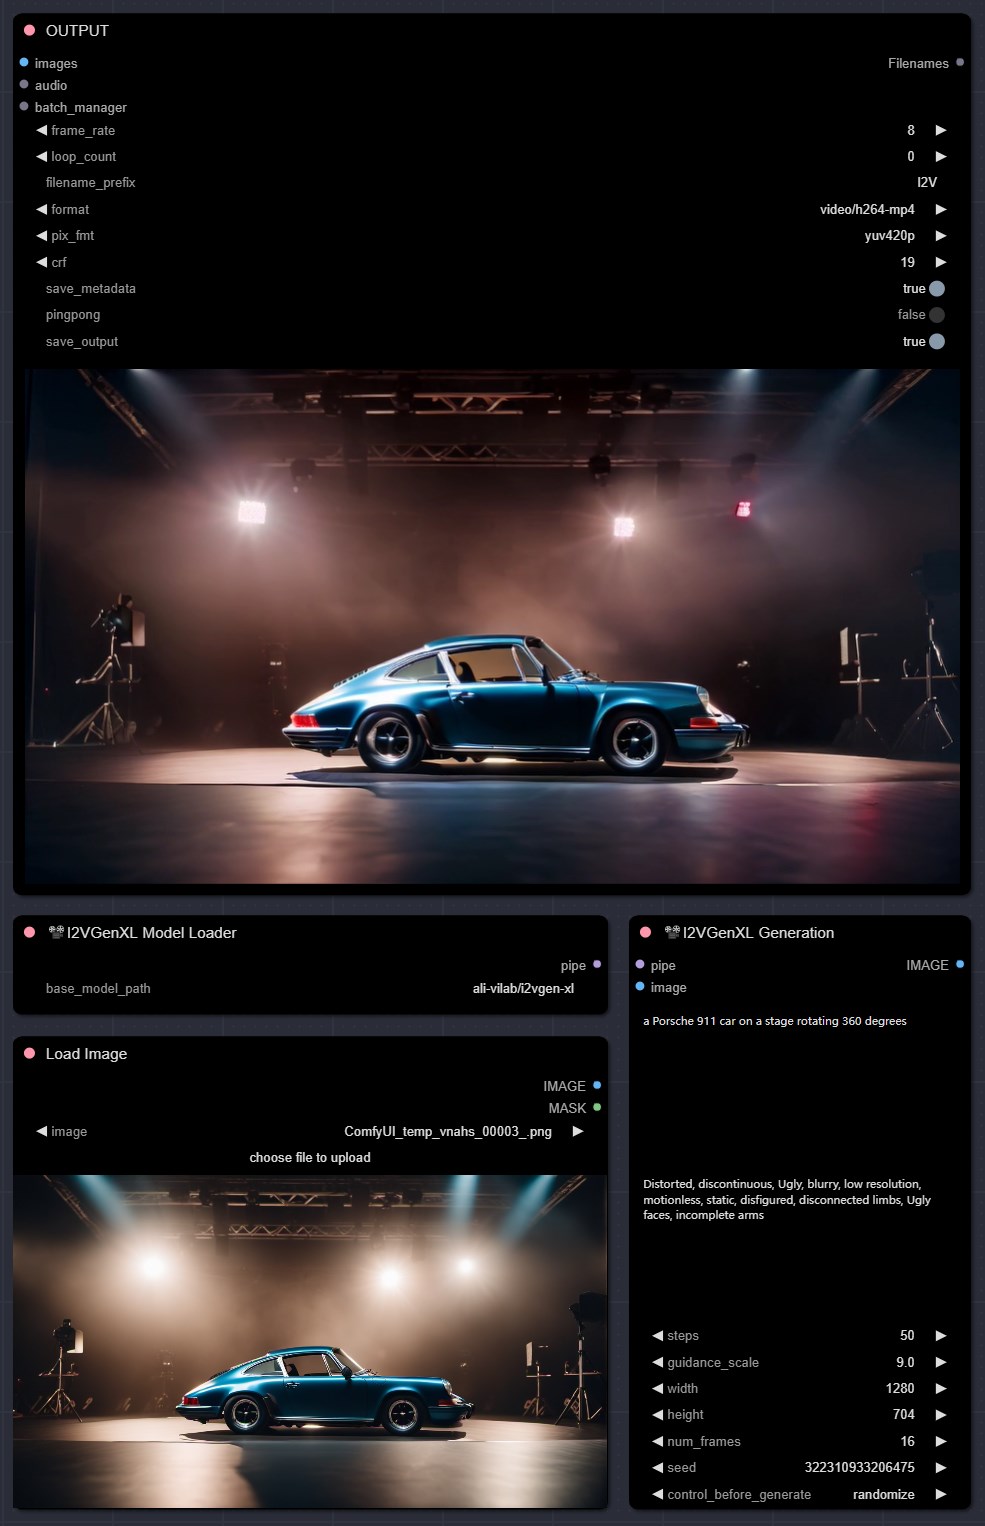 OUTPUT
images
Filenames
audio
batch_manager
frame_rate 8
loop_count 0
filename_prefix I2V
format video/h264-mp4
pix_fmt yuv420p
crf 19
save_metadata true
pingpong false
save_output true
I2VGenXL Model Loader
pipe
base_model_path ali-vilab/i2vgen-xl
Load Image
IMAGE
MASK
image ComfyUI_temp_vnahs_00003_.png
choose file to upload
I2VGenXL Generation
pipe IMAGE
image
a Porsche 911 car on a stage rotating 360 degrees
Distorted, discontinuous, Ugly, blurry, low resolution,
motionless, static, disfigured, disconnected limbs, Ugly
faces, incomplete arms
steps 50
guidance_scale 9.0
width 1280
height 704
num_frames 16
seed 322310933206475
control_before_generate randomize